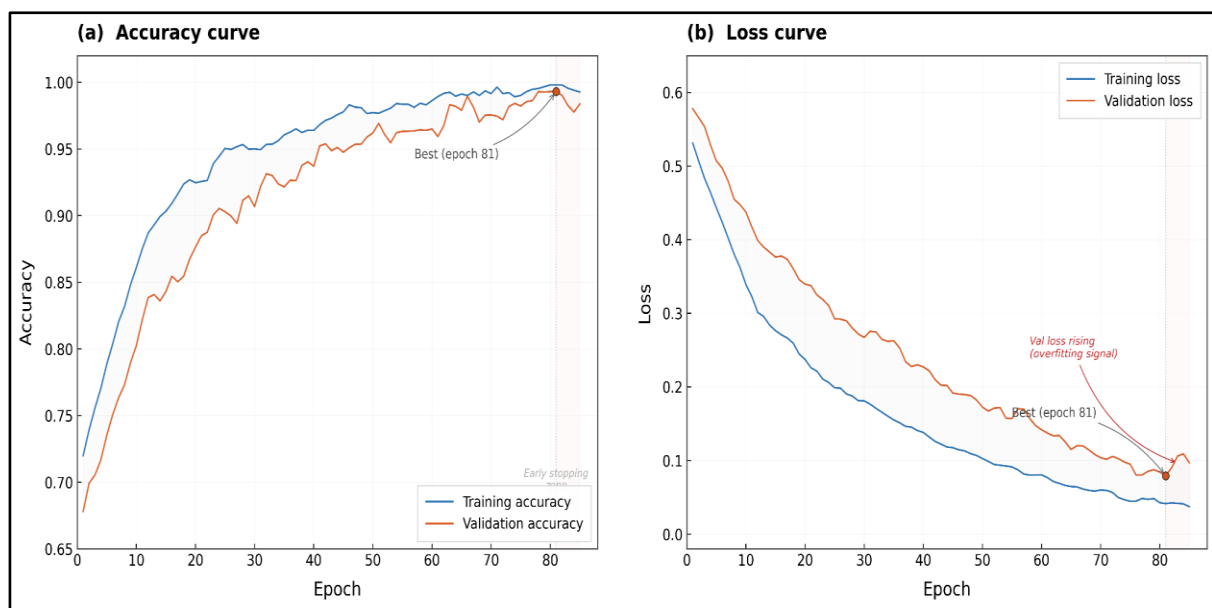 (a) Accuracy curve
1.00
0.95
0.90
0.85
0.80
0.75
0.70
0.65
Accuracy
Best (epoch 81)
Early stopping
zone
Training accuracy
Validation accuracy
0 10 20 30 40 50 60 70 80
Epoch
(b) Loss curve
0.6
0.5
0.4
0.3
0.2
0.1
0.0
Loss
Training loss
Validation loss
Val loss rising
(overfitting signal)
Best (epoch 81)
0 10 20 30 40 50 60 70 80
Epoch